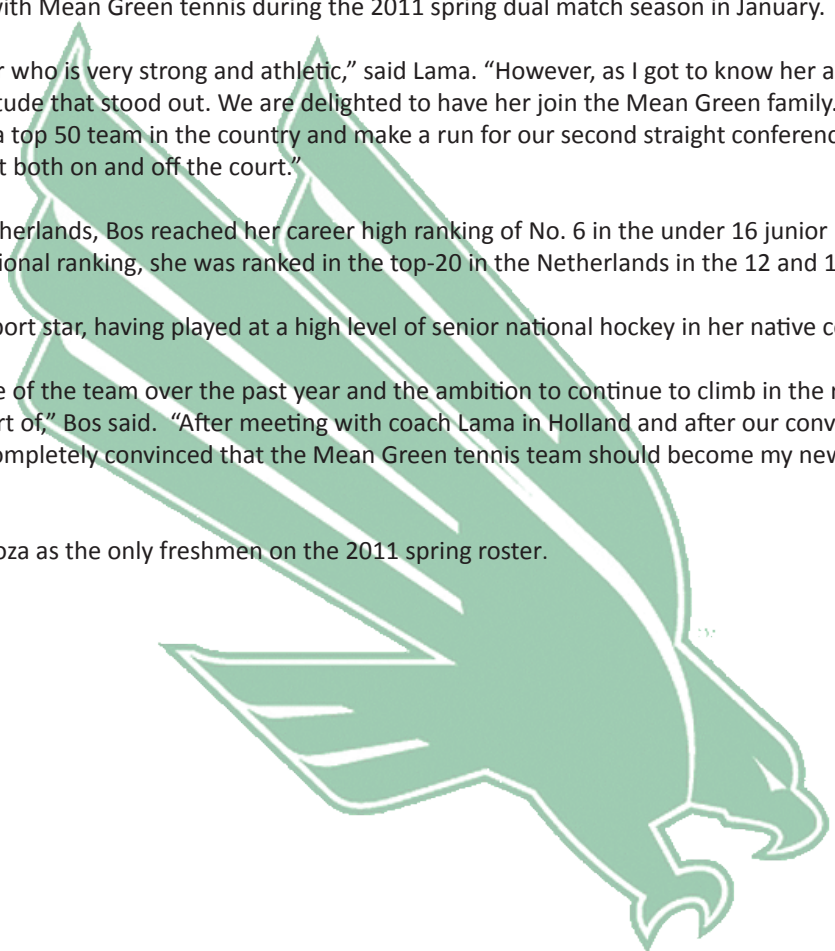 with Mean Green tennis during the 2011 spring dual match season in January.
r who is very strong and athletic,” said Lama. “However, as I got to know her a
tude that stood out. We are delighted to have her join the Mean Green family.
a top 50 team in the country and make a run for our second straight conferenc
t both on and off the court.”
therlands, Bos reached her career high ranking of No. 6 in the under 16 junior
ional ranking, she was ranked in the top-20 in the Netherlands in the 12 and 1
port star, having played at a high level of senior national hockey in her native c
e of the team over the past year and the ambition to continue to climb in the r
rt of,” Bos said.  “After meeting with coach Lama in Holland and after our conv
ompletely convinced that the Mean Green tennis team should become my new
oza as the only freshmen on the 2011 spring roster.